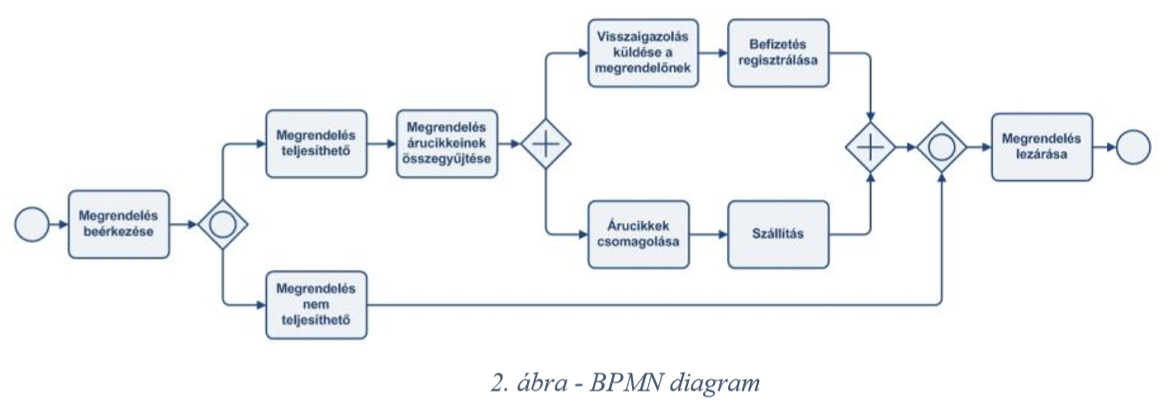 Megrendelés
beérkezése
Megrendelés
teljesíthető
Megrendelés
árucikkeinek
összegyűjtése
Visszaigazolás
küldése a
megrendelőnek
Befizetés
regisztrálása
Árucikkek
csomagolása
Szállítás
Megrendelés
nem
teljesíthető
Megrendelés
lezárása
2. ábra - BPMN diagram